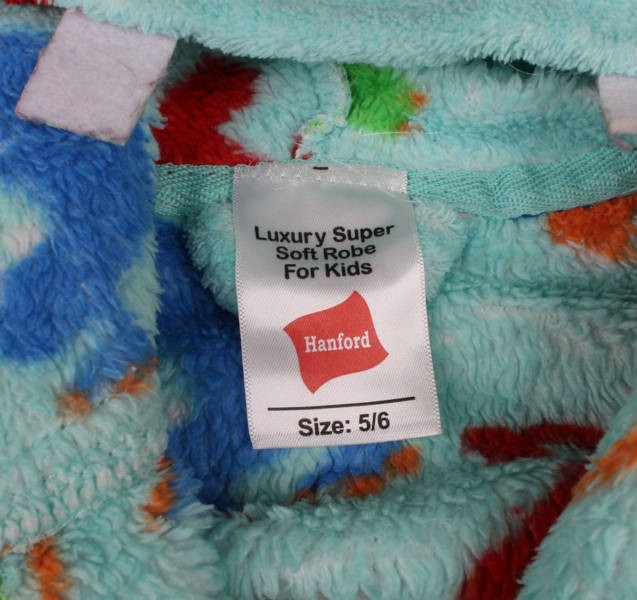 Luxury Super
Soft Robe
For Kids
Hanford
Size: 5/6